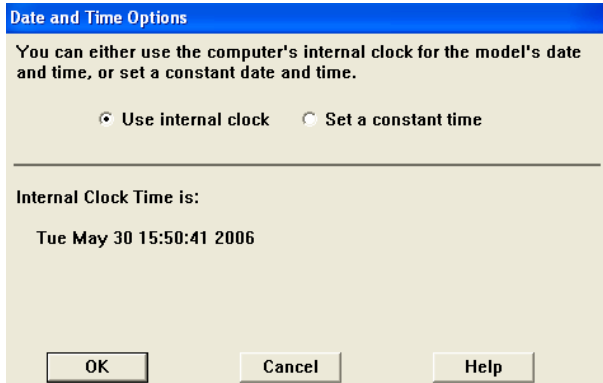 Date and Time Options
You can either use the computer's internal clock for the model's date
and time, or set a constant date and time.
Use internal clock Set a constant time
Internal Clock Time is:
Tue May 30 15:50:41 2006
OK Cancel Help